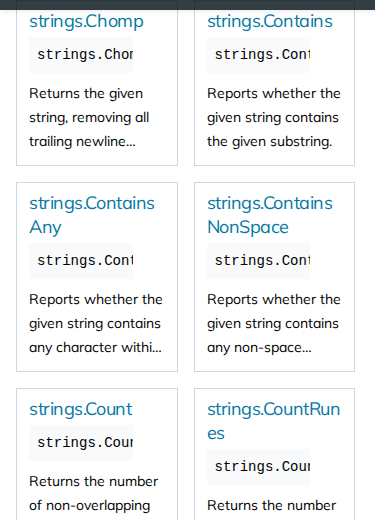 strings.Chomp
strings.Chom
Returns the given
string, removing all
trailing newline...
strings.Contains
strings.Cont
Reports whether the
given string contains
the given substring.
strings.Contains
Any
strings.Cont
Reports whether the
given string contains
any character withi...
strings.Contains
NonSpace
strings.Cont
Reports whether the
given string contains
any non-space...
strings.Count
strings.Coun
Returns the number
of non-overlapping
strings.CountRun
es
strings.Coun
Returns the number